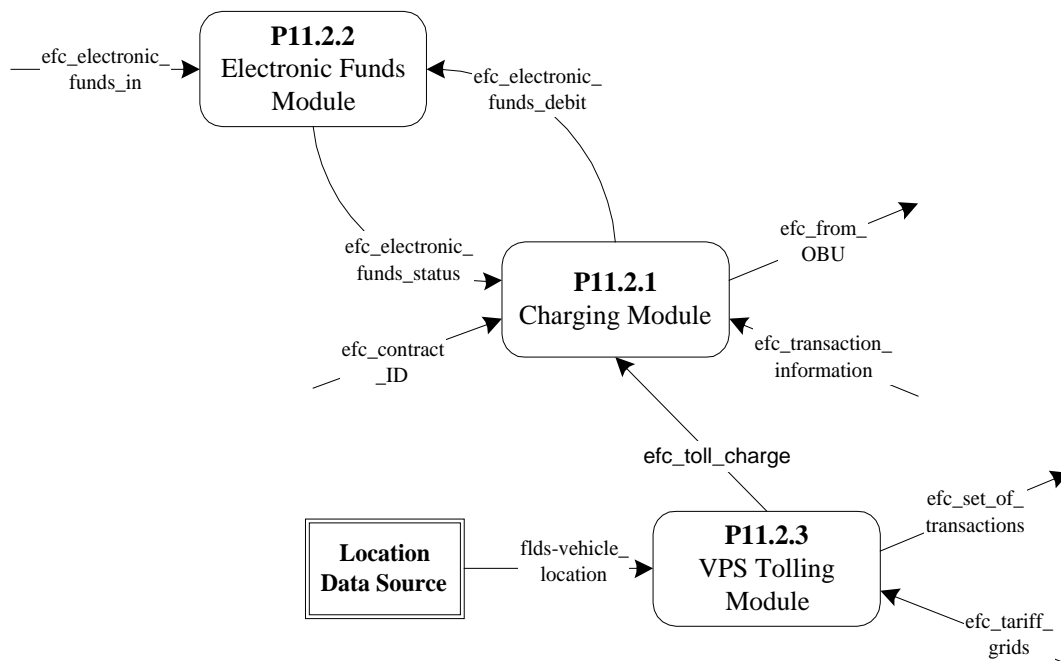 P11.2.2
Electronic Funds
Module
efc_electronic_
funds_in
efc_electronic_
funds_debit
efc_electronic_
funds_status
efc_from_
OBU
P11.2.1
Charging Module
efc_contract
_ID
efc_transaction_
information
efc_toll_charge
efc_set_of_
transactions
Location
Data Source
flds-vehicle_
location
P11.2.3
VPS Tolling
Module
efc_tariff_
grids